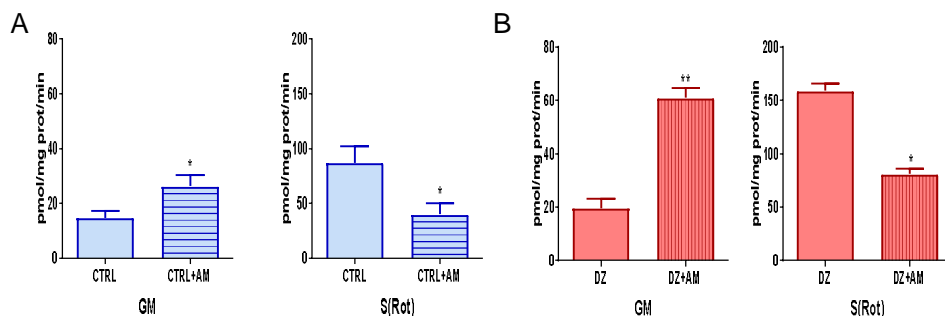 A
pmol/mg prot/min
80
60
40
20
0
*
CTRL
CTRL+AM
GM
pmol/mg prot/min
200
150
100
50
0
*
CTRL
CTRL+AM
S(Rot)
B
pmol/mg prot/min
80
60
40
20
0
**
DZ
DZ+AM
GM
pmol/mg prot/min
200
150
100
50
0
*
DZ
DZ+AM
S(Rot)